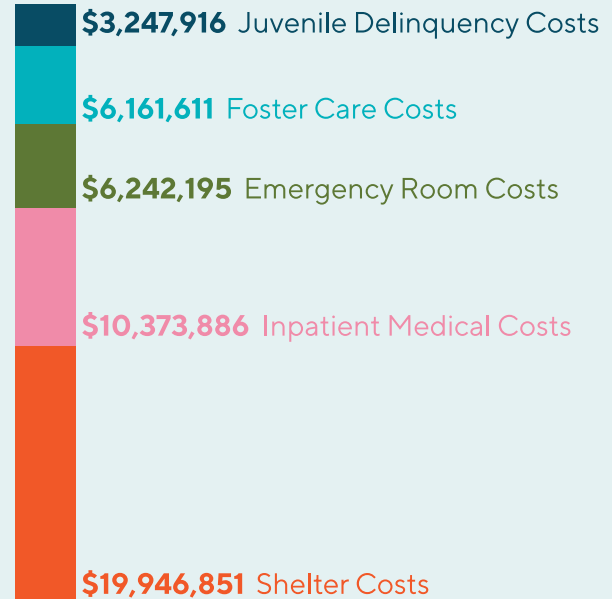 $3,247,916 Juvenile Delinquency Costs
$6,161,611 Foster Care Costs
$6,242,195 Emergency Room Costs
$10,373,886 Inpatient Medical Costs
$19,946,851 Shelter Costs